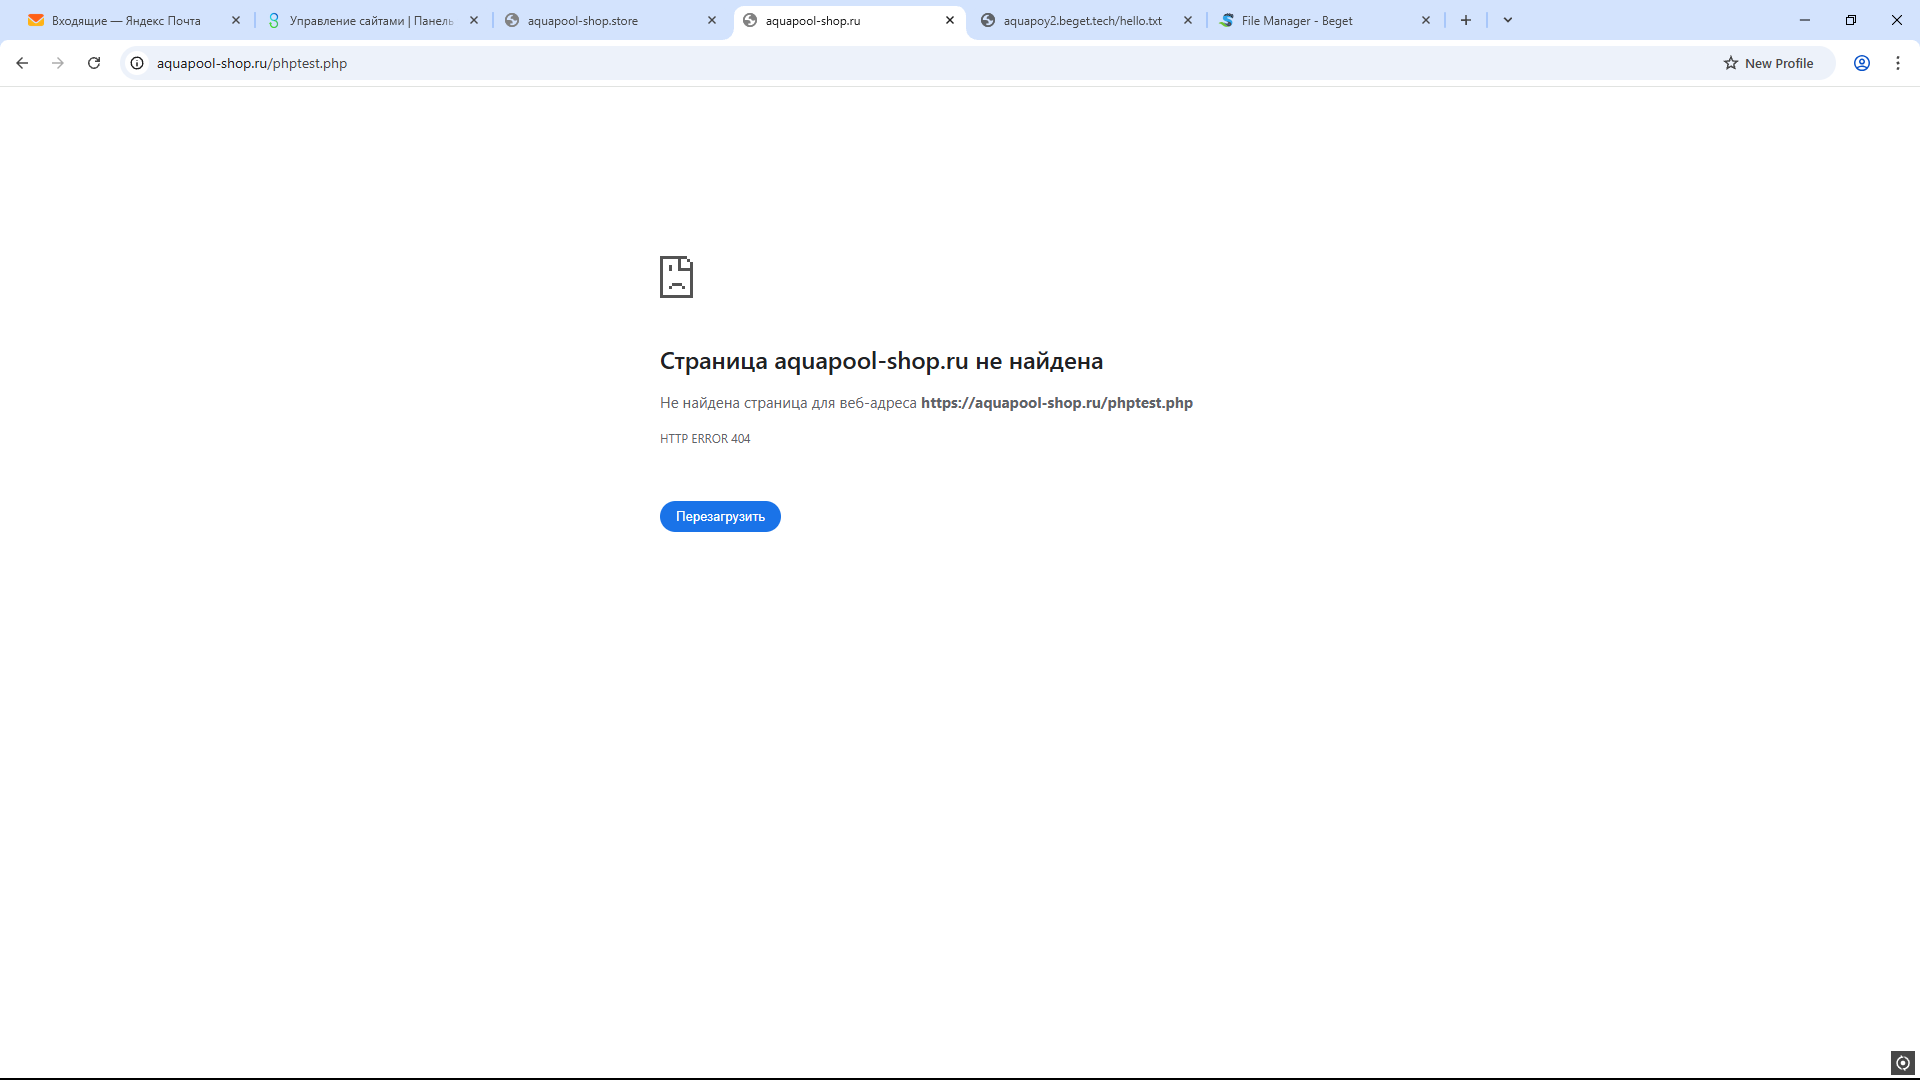 Входящие — Яндекс Почта
Управление сайтами | Панель
aquapool-shop.store
aquapool-shop.ru
aquapoy2.beget.tech/hello.txt
File Manager - Beget
aquapool-shop.ru/phptest.php
New Profile
Страница aquapool-shop.ru не найдена
Не найдена страница для веб-адреса https://aquapool-shop.ru/phptest.php
HTTP ERROR 404
Перезагрузить